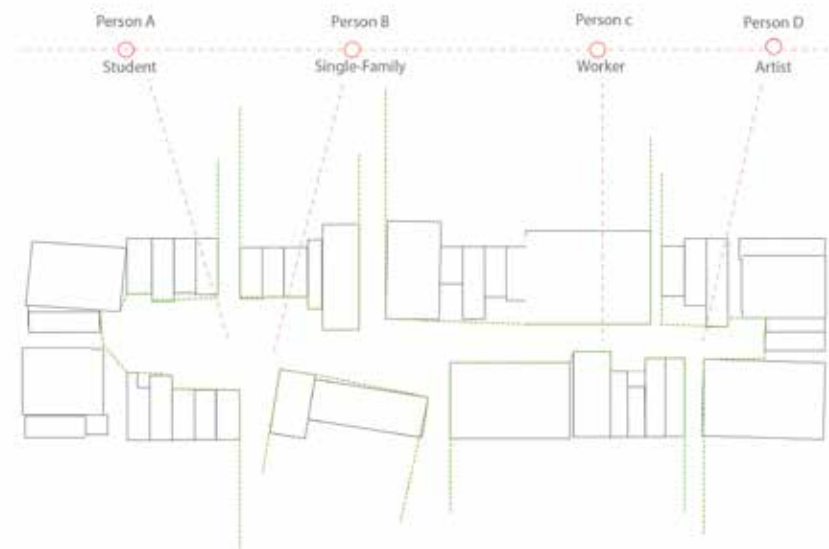 Person A
Person B
Person c
Person D
Student
Single-Family
Worker
Artist